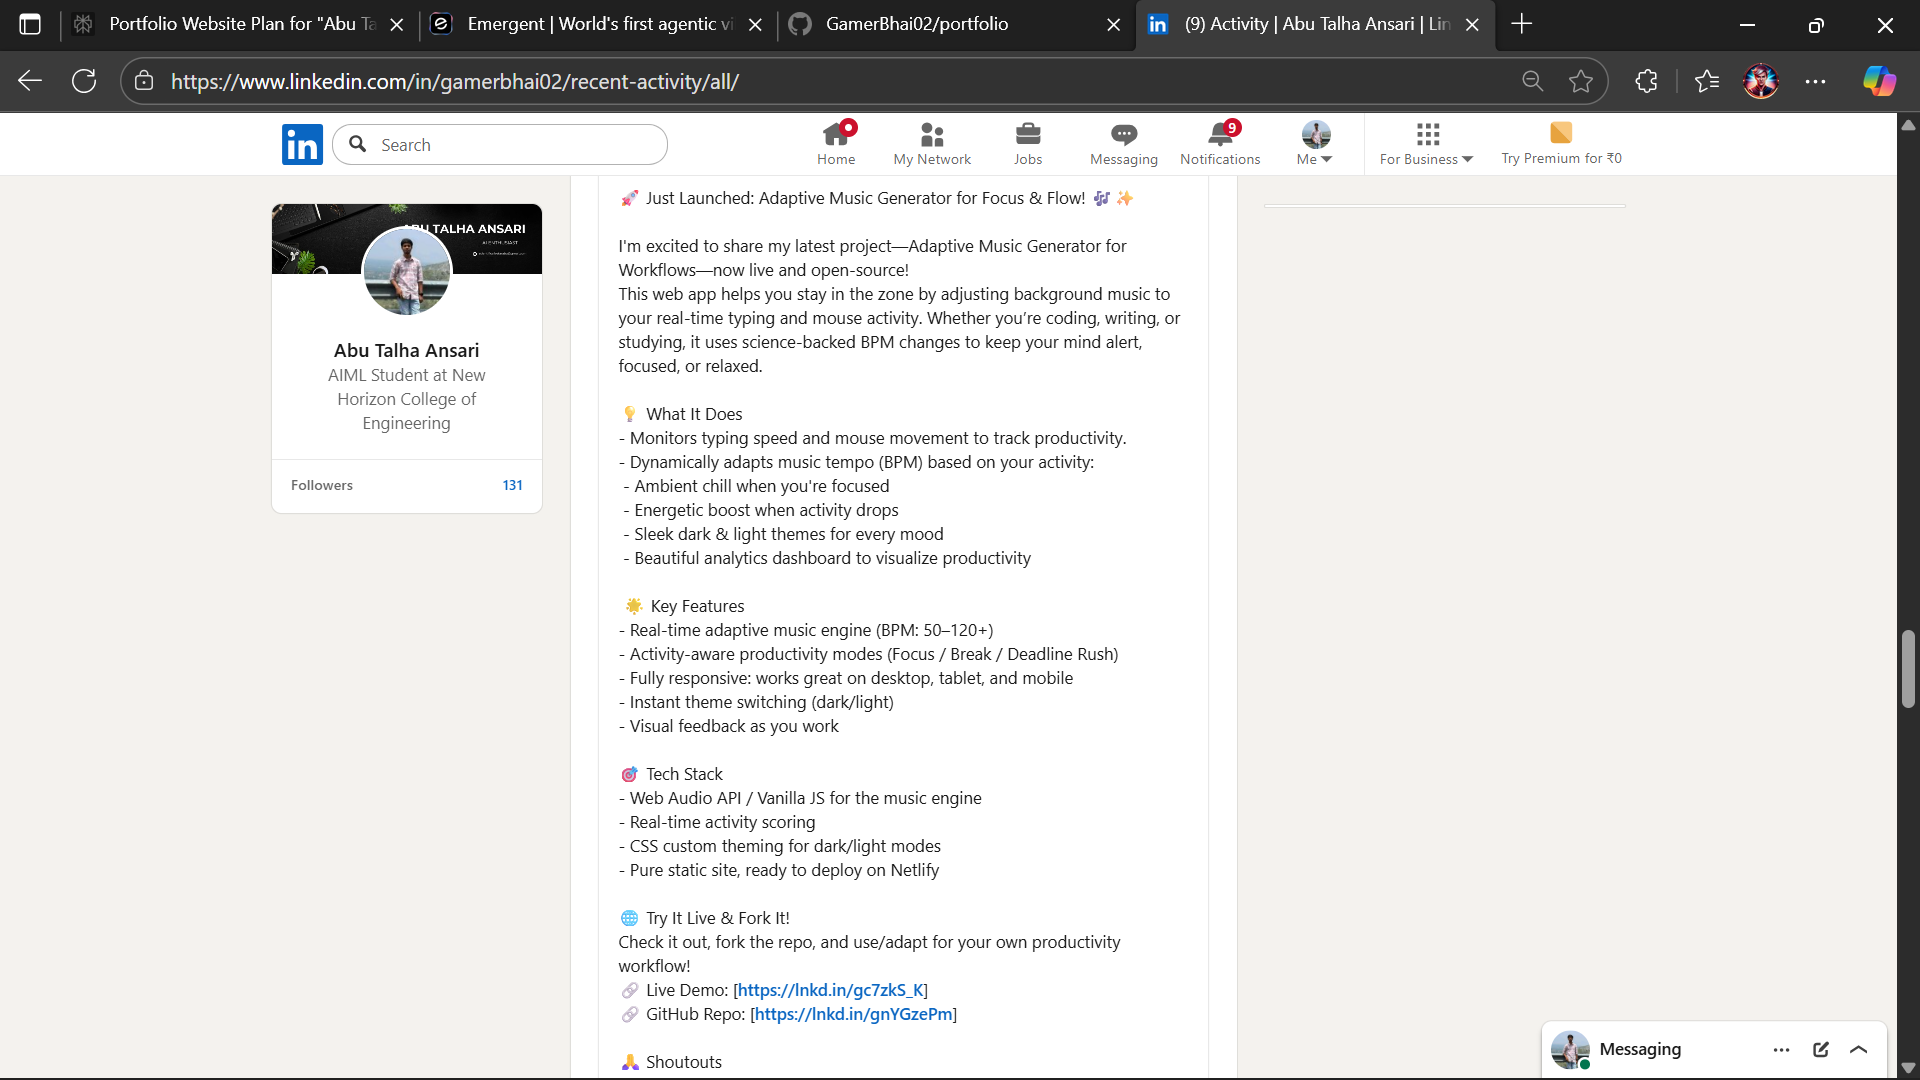 Portfolio Website Plan for "Abu Ta
Emergent | World's first agentic vi
GamerBhai02/portfolio
(9) Activity | Abu Talha Ansari | Lin
https://www.linkedin.com/in/gamerbhai02/recent-activity/all/
in
Search
Home
My Network
Jobs
Messaging
9
Notifications
Me
For Business
Try Premium for ₹0
ABU TALHA ANSARI
AI ENTHUSIAST
Abu Talha Ansari
AIML Student at New
Horizon College of
Engineering
Followers 131
🚀 Just Launched: Adaptive Music Generator for Focus & Flow! 🎶 ✨
I'm excited to share my latest project—Adaptive Music Generator for
Workflows—now live and open-source!
This web app helps you stay in the zone by adjusting background music to
your real-time typing and mouse activity. Whether you’re coding, writing, or
studying, it uses science-backed BPM changes to keep your mind alert,
focused, or relaxed.
💡 What It Does
- Monitors typing speed and mouse movement to track productivity.
- Dynamically adapts music tempo (BPM) based on your activity:
- Ambient chill when you're focused
- Energetic boost when activity drops
- Sleek dark & light themes for every mood
- Beautiful analytics dashboard to visualize productivity
🌟 Key Features
- Real-time adaptive music engine (BPM: 50–120+)
- Activity-aware productivity modes (Focus / Break / Deadline Rush)
- Fully responsive: works great on desktop, tablet, and mobile
- Instant theme switching (dark/light)
- Visual feedback as you work
🎯 Tech Stack
- Web Audio API / Vanilla JS for the music engine
- Real-time activity scoring
- CSS custom theming for dark/light modes
- Pure static site, ready to deploy on Netlify
🌐 Try It Live & Fork It!
Check it out, fork the repo, and use/adapt for your own productivity
workflow!
🔗 Live Demo: [https://lnkd.in/gc7zkS_K]
🔗 GitHub Repo: [https://lnkd.in/gnYGzePm]
🙏 Shoutouts
Messaging